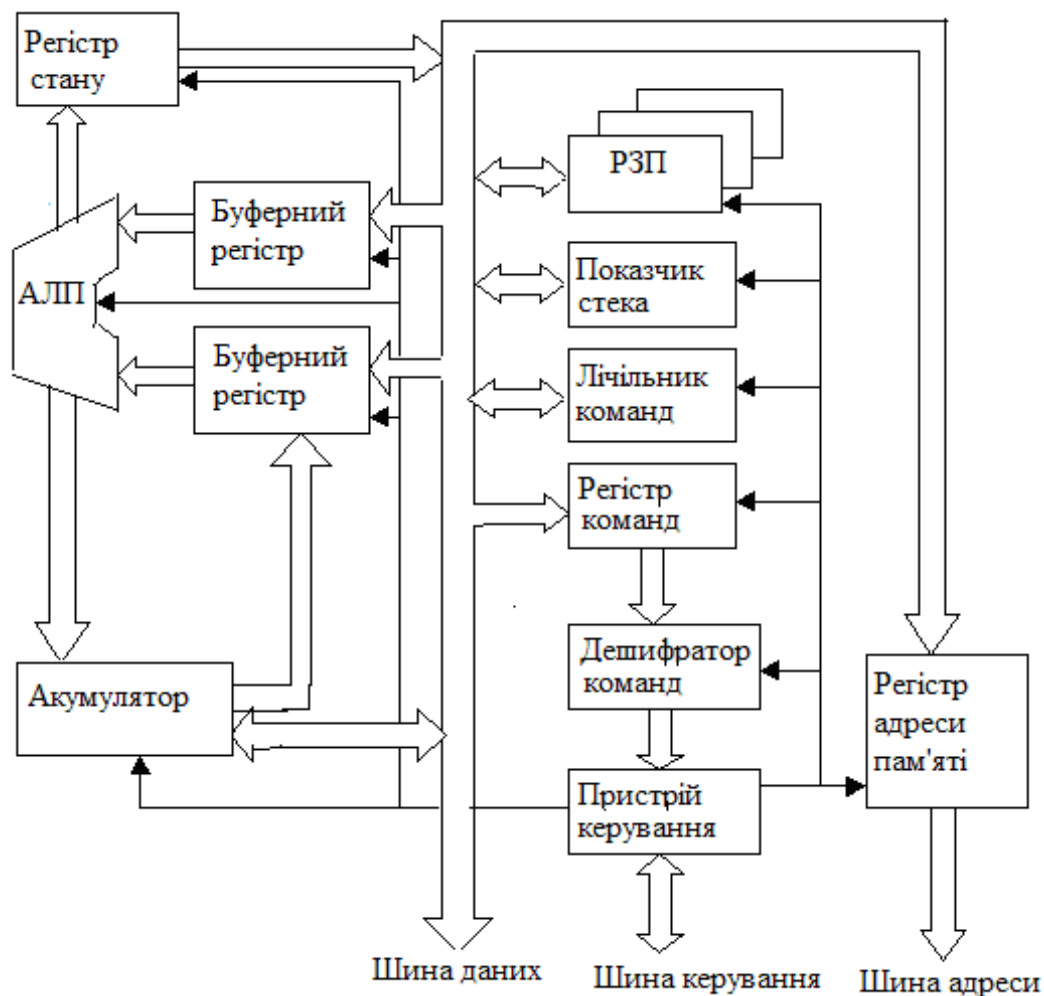 Регістр
стану
РЗП
Буферний
регістр
Показчик
стека
АЛП
Буферний
регістр
Лічільник
команд
Регістр
команд
Дешифратор
команд
Акумулятор
Регістр
адреси
пам'яті
Пристрій
керування
Шина даних
Шина керування
Шина адреси